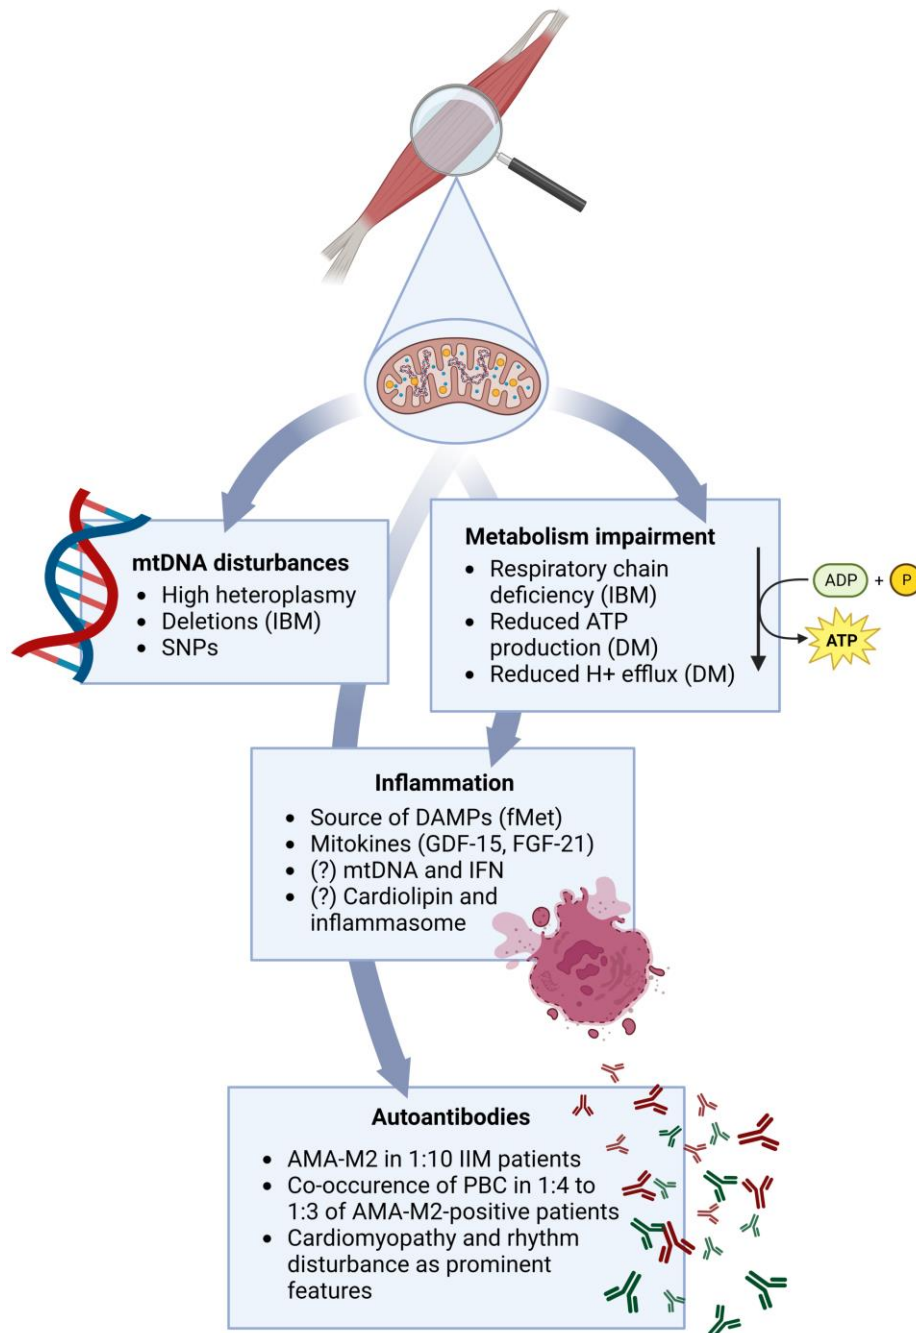 mtDNA disturbances
• High heteroplasmy
• Deletions (IBM)
• SNPs
Metabolism impairment
• Respiratory chain
deficiency (IBM)
• Reduced ATP
production (DM)
• Reduced H+ efflux (DM)
ADP + P
ATP
Inflammation
• Source of DAMPs (fMet)
• Mitokines (GDF-15, FGF-21)
• (?) mtDNA and IFN
• (?) Cardiolipin and
inflammasome
Autoantibodies
• AMA-M2 in 1:10 IIM patients
• Co-occurence of PBC in 1:4 to
1:3 of AMA-M2-positive patients
• Cardiomyopathy and rhythm
disturbance as prominent
features